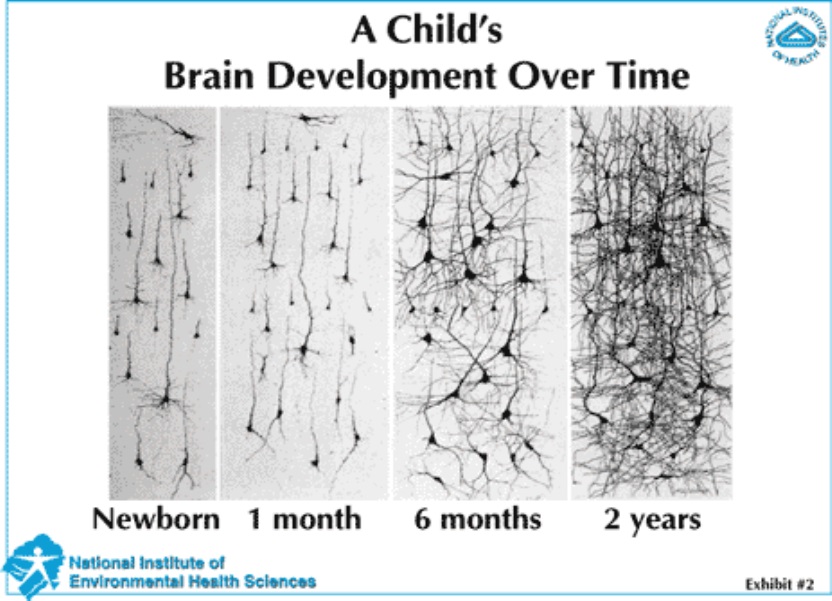 A Child's
Brain Development Over Time
NATIONAL INSTITUTES
OF HEALTH
Newborn
1 month
6 months
2 years
National Institute of
Environmental Health Sciences
Exhibit #2